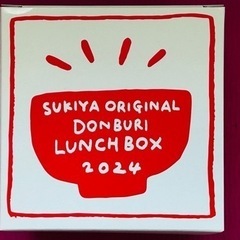 SUKIYA ORIGINAL
DONBURI
LUNCH BOX
2024